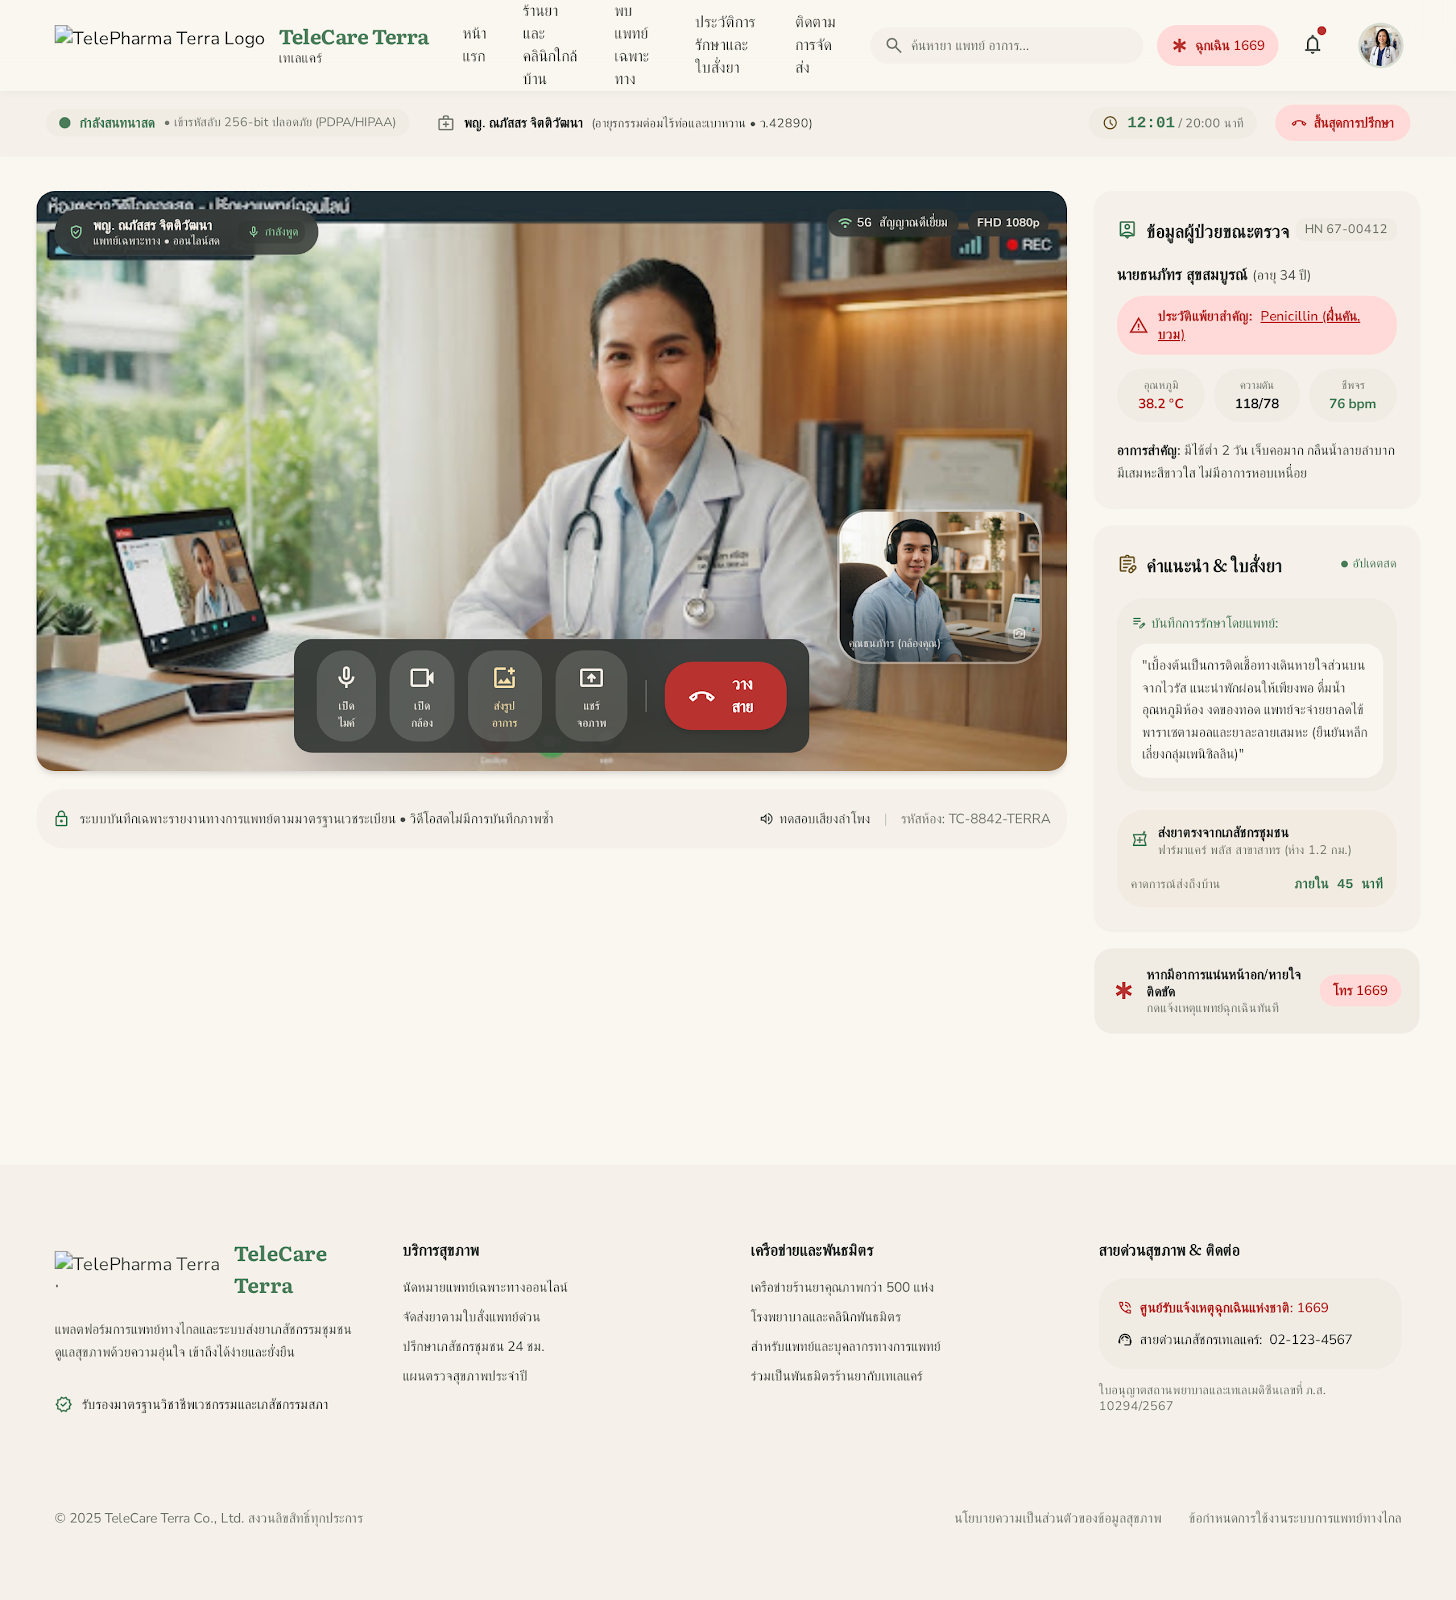 TelePharma Terra Logo
TeleCare Terra
เทเลแคร์
หน้า
แรก
ร้านยา
และ
คลินิกใกล้
บ้าน
พบ
แพทย์
เฉพาะ
ทาง
ประวัติการ
รักษาและ
ใบสั่งยา
ติดตาม
การจัด
ส่ง
ค้นหายา แพทย์ อาการ...
ฉุกเฉิน 1669
กำลังสนทนาสด • เข้ารหัสลับ 256-bit ปลอดภัย (PDPA/HIPAA)
พญ. ณภัสสร จิตติวัฒนา (อายุรกรรมต่อมไร้ท่อและเบาหวาน • ว.42890)
12:01 / 20:00 นาที
สิ้นสุดการปรึกษา
ห้องตรวจวิดีโอคอลสด - ปรึกษาแพทย์ออนไลน์
พญ. ณภัสสร จิตติวัฒนา
แพทย์เฉพาะทาง • ออนไลน์สด
กำลังพูด
5G สัญญาณดีเยี่ยม
FHD 1080p
REC
คุณธนภัทร (กล้องคุณ)
เปิด
ไมค์
เปิด
กล้อง
ส่งรูป
อาการ
แชร์
จอภาพ
วาง
สาย
ระบบบันทึกเฉพาะรายงานทางการแพทย์ตามมาตรฐานเวชระเบียน • วิดีโอสดไม่มีการบันทึกภาพซ้ำ
ทดสอบเสียงลำโพง
รหัสห้อง: TC-8842-TERRA
ข้อมูลผู้ป่วยขณะตรวจ
HN 67-00412
นายธนภัทร สุขสมบูรณ์ (อายุ 34 ปี)
ประวัติแพ้ยาสำคัญ: Penicillin (ผื่นคัน,
บวม)
อุณหภูมิ
38.2 °C
ความดัน
118/78
ชีพจร
76 bpm
อาการสำคัญ: มีไข้ต่ำ 2 วัน เจ็บคอมาก กลืนน้ำลายลำบาก
มีเสมหะสีขาวใส ไม่มีอาการหอบเหนื่อย
คำแนะนำ & ใบสั่งยา
อัปเดตสด
บันทึกการรักษาโดยแพทย์:
"เบื้องต้นเป็นการติดเชื้อทางเดินหายใจส่วนบน
จากไวรัส แนะนำพักผ่อนให้เพียงพอ ดื่มน้ำ
อุณหภูมิห้อง งดของทอด แพทย์จะจ่ายยาลดไข้
พาราเซตามอลและยาละลายเสมหะ (ยืนยันหลีก
เลี่ยงกลุ่มเพนิซิลลิน)"
ส่งยาตรงจากเภสัชกรชุมชน
ฟาร์มาแคร์ พลัส สาขาสาทร (ห่าง 1.2 กม.)
คาดการณ์ส่งถึงบ้าน
ภายใน 45 นาที
หากมีอาการแน่นหน้าอก/หายใจ
ติดขัด
กดแจ้งเหตุแพทย์ฉุกเฉินทันที
โทร 1669
TelePharma Terra
TeleCare
Terra
แพลตฟอร์มการแพทย์ทางไกลและระบบส่งยาเภสัชกรรมชุมชน
ดูแลสุขภาพด้วยความอุ่นใจ เข้าถึงได้ง่ายและยั่งยืน
รับรองมาตรฐานวิชาชีพเวชกรรมและเภสัชกรรมสภา
บริการสุขภาพ
นัดหมายแพทย์เฉพาะทางออนไลน์
จัดส่งยาตามใบสั่งแพทย์ด่วน
ปรึกษาเภสัชกรชุมชน 24 ชม.
แผนตรวจสุขภาพประจำปี
เครือข่ายและพันธมิตร
เครือข่ายร้านยาคุณภาพกว่า 500 แห่ง
โรงพยาบาลและคลินิกพันธมิตร
สำหรับแพทย์และบุคลากรทางการแพทย์
ร่วมเป็นพันธมิตรร้านยากับเทเลแคร์
สายด่วนสุขภาพ & ติดต่อ
ศูนย์รับแจ้งเหตุฉุกเฉินแห่งชาติ: 1669
สายด่วนเภสัชกรเทเลแคร์: 02-123-4567
ใบอนุญาตสถานพยาบาลและเทเลเมดิซีนเลขที่ ภ.ส.
10294/2567
© 2025 TeleCare Terra Co., Ltd. สงวนลิขสิทธิ์ทุกประการ
นโยบายความเป็นส่วนตัวของข้อมูลสุขภาพ
ข้อกำหนดการใช้งานระบบการแพทย์ทางไกล